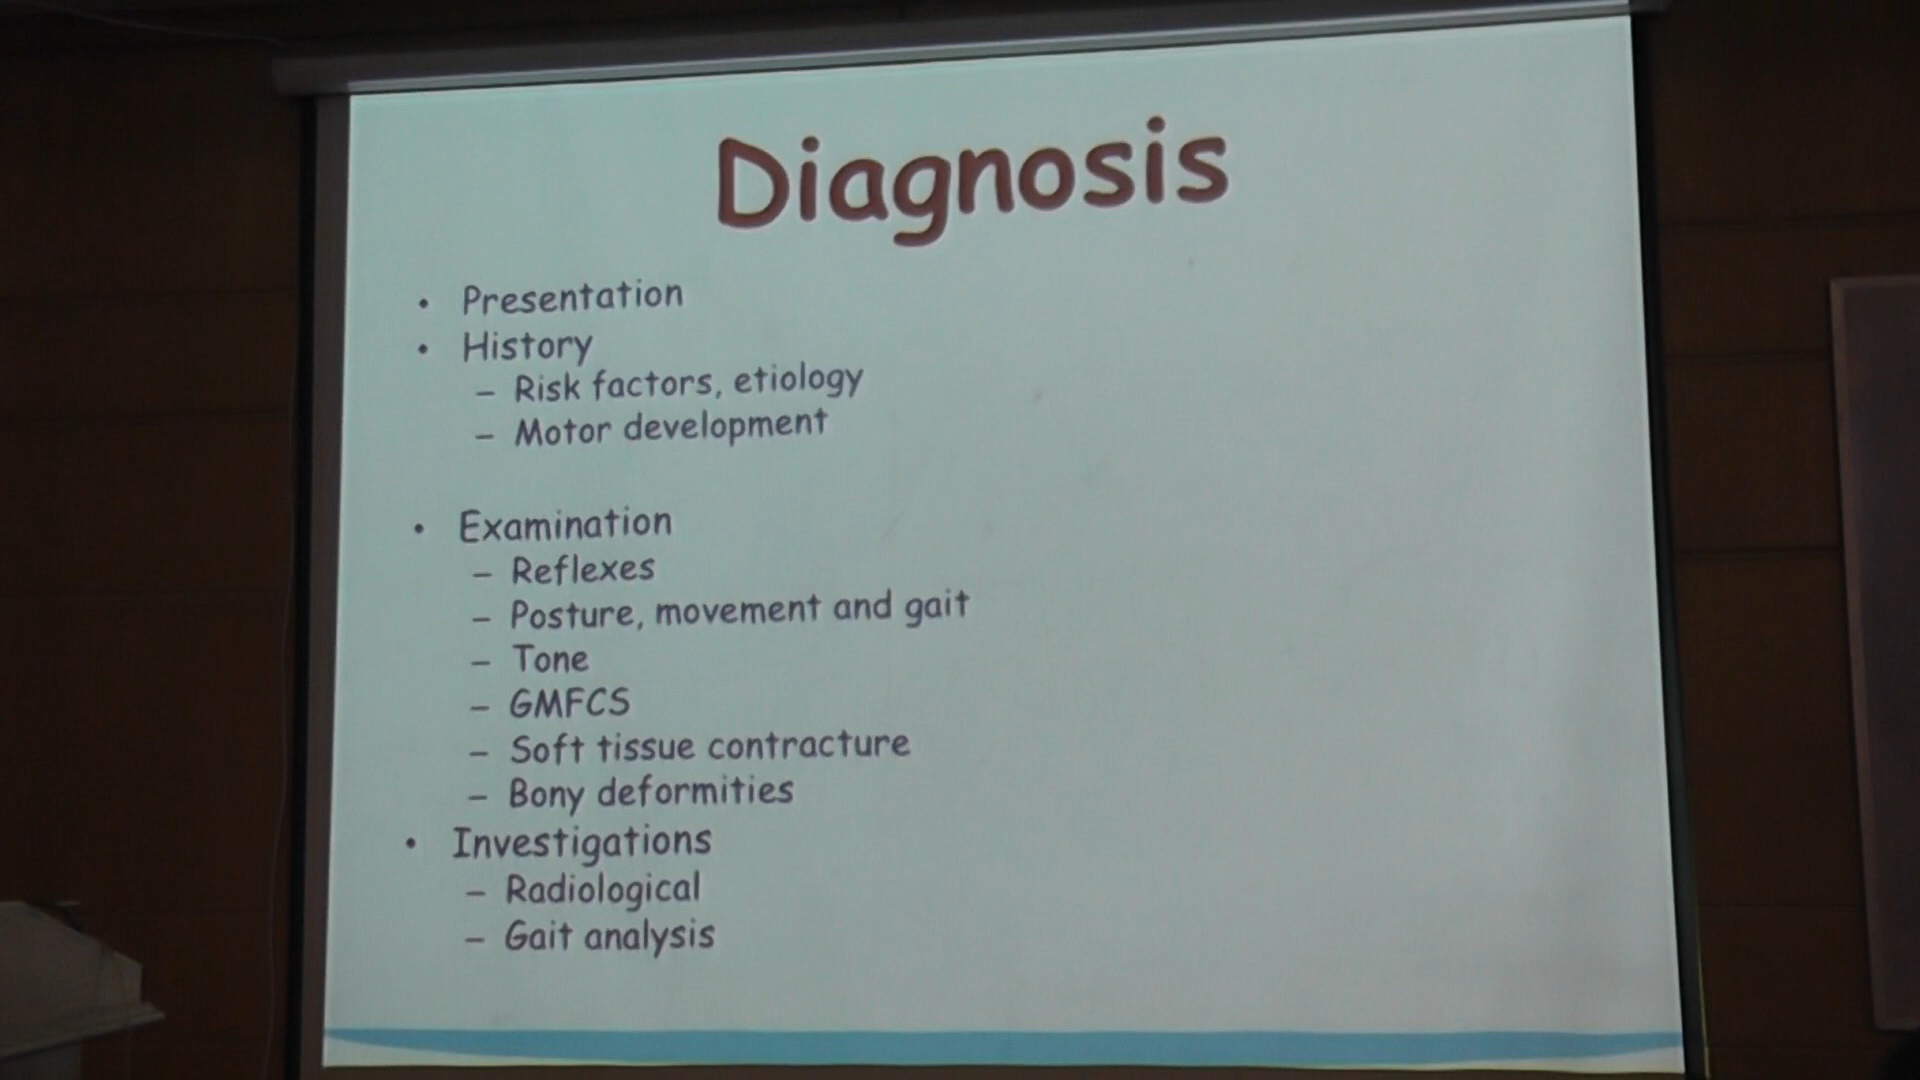 Diagnosis
• Presentation
• History
– Risk factors, etiology
– Motor development
• Examination
– Reflexes
– Posture, movement and gait
– Tone
– GMFCS
– Soft tissue contracture
– Bony deformities
• Investigations
– Radiological
– Gait analysis